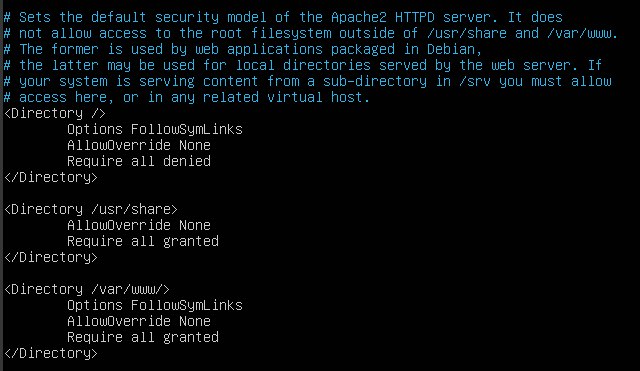 # Sets the default security model of the Apache2 HTTPD server. It does
# not allow access to the root filesystem outside of /usr/share and /var/www.
# The former is used by web applications packaged in Debian,
# the latter may be used for local directories served by the web server. If
# your system is serving content from a sub-directory in /srv you must allow
# access here, or in any related virtual host.
<Directory />
        Options FollowSymLinks
        AllowOverride None
        Require all denied
</Directory>

<Directory /usr/share>
        AllowOverride None
        Require all granted
</Directory>

<Directory /var/www/>
        Options FollowSymLinks
        AllowOverride None
        Require all granted
</Directory>